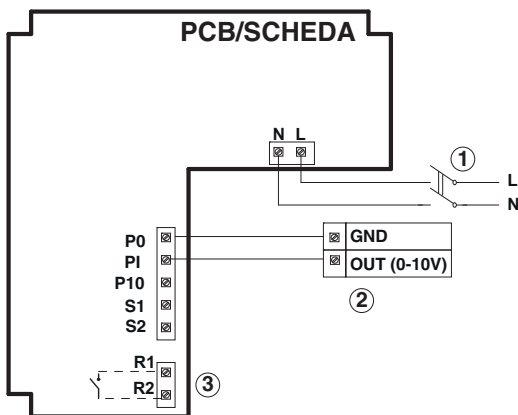 PCB/SCHEDA
N L
1
L
N
P0
PI
P10
S1
S2
GND
OUT (0-10V)
2
R1
R2
3